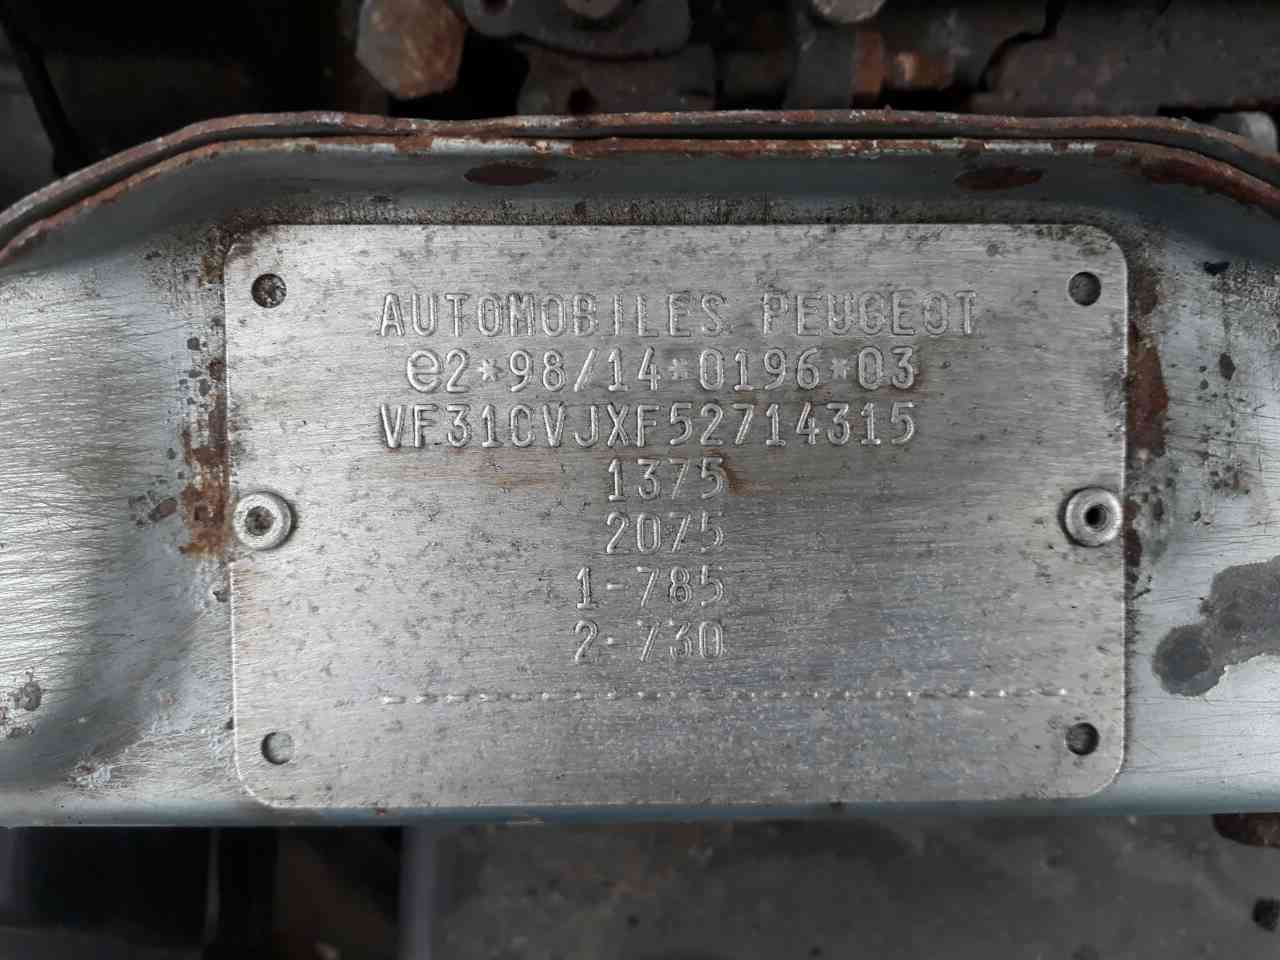 AUTOMOBILES PEUGEOT
e2*98/14*0196*03
VF31CVJXF52714315
1375
2075
1-785
2-730